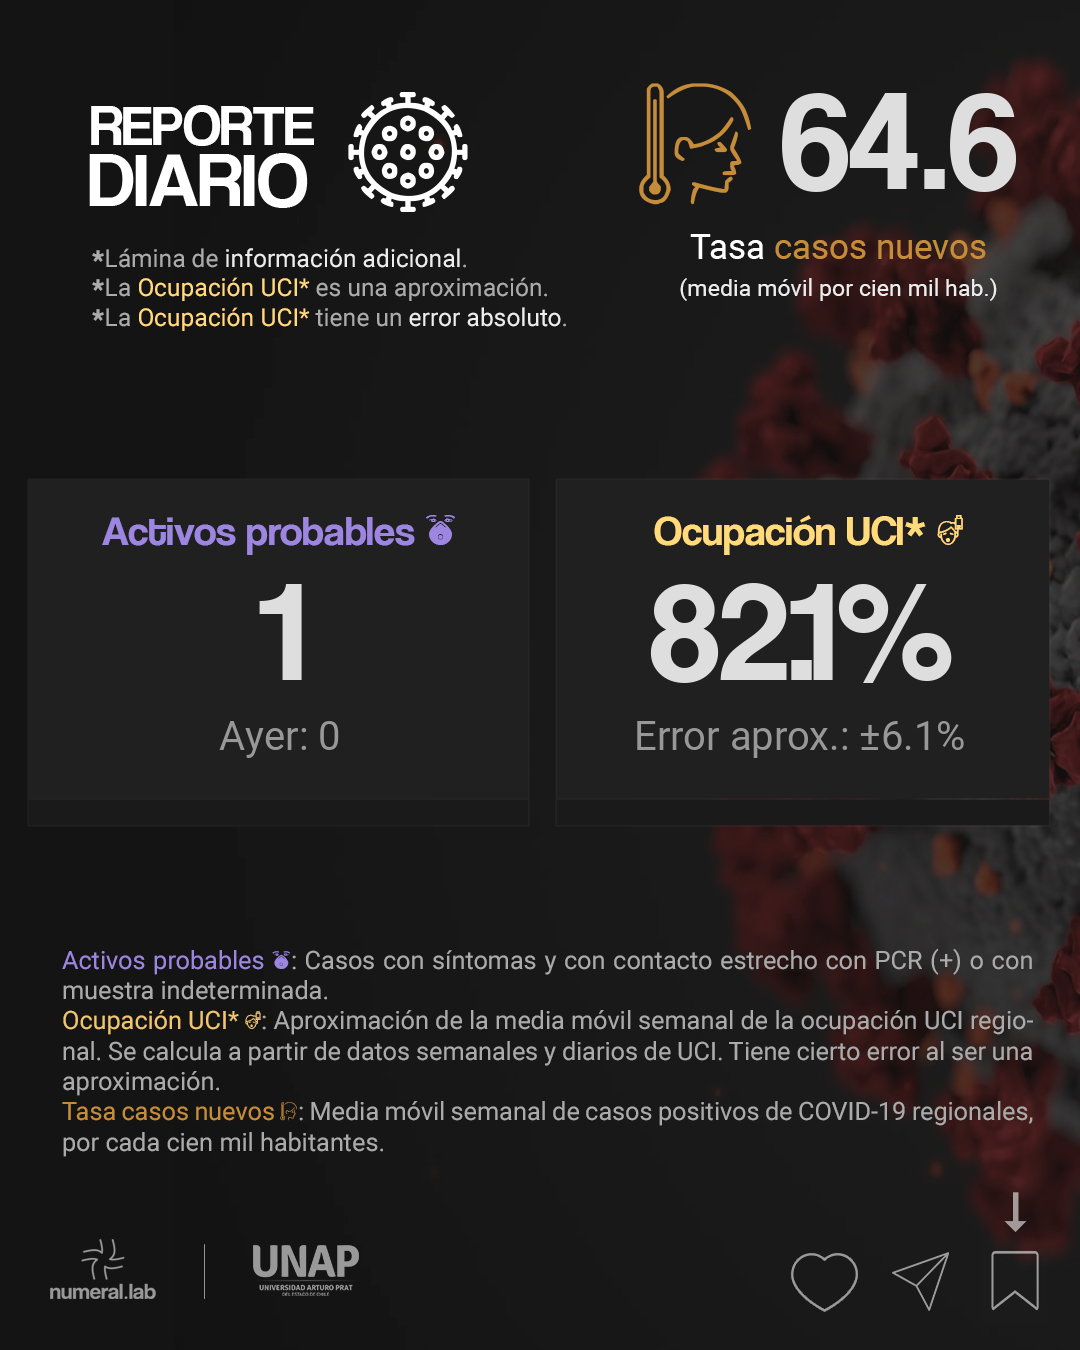 REPORTE
DIARIO
*Lámina de información adicional.
*La Ocupación UCI* es una aproximación.
*La Ocupación UCI* tiene un error absoluto.
64.6
Tasa casos nuevos
(media móvil por cien mil hab.)
Activos probables
1
Ayer: 0
Ocupación UCI*
82.1%
Error aprox.: ±6.1%
Activos probables : Casos con síntomas y con contacto estrecho con PCR (+) o con
muestra indeterminada.
Ocupación UCI* : Aproximación de la media móvil semanal de la ocupación UCI regio-
nal. Se calcula a partir de datos semanales y diarios de UCI. Tiene cierto error al ser una
aproximación.
Tasa casos nuevos : Media móvil semanal de casos positivos de COVID-19 regionales,
por cada cien mil habitantes.
numeral.lab
UNAP
UNIVERSIDAD ARTURO PRAT
DEL ESTADO DE CHILE